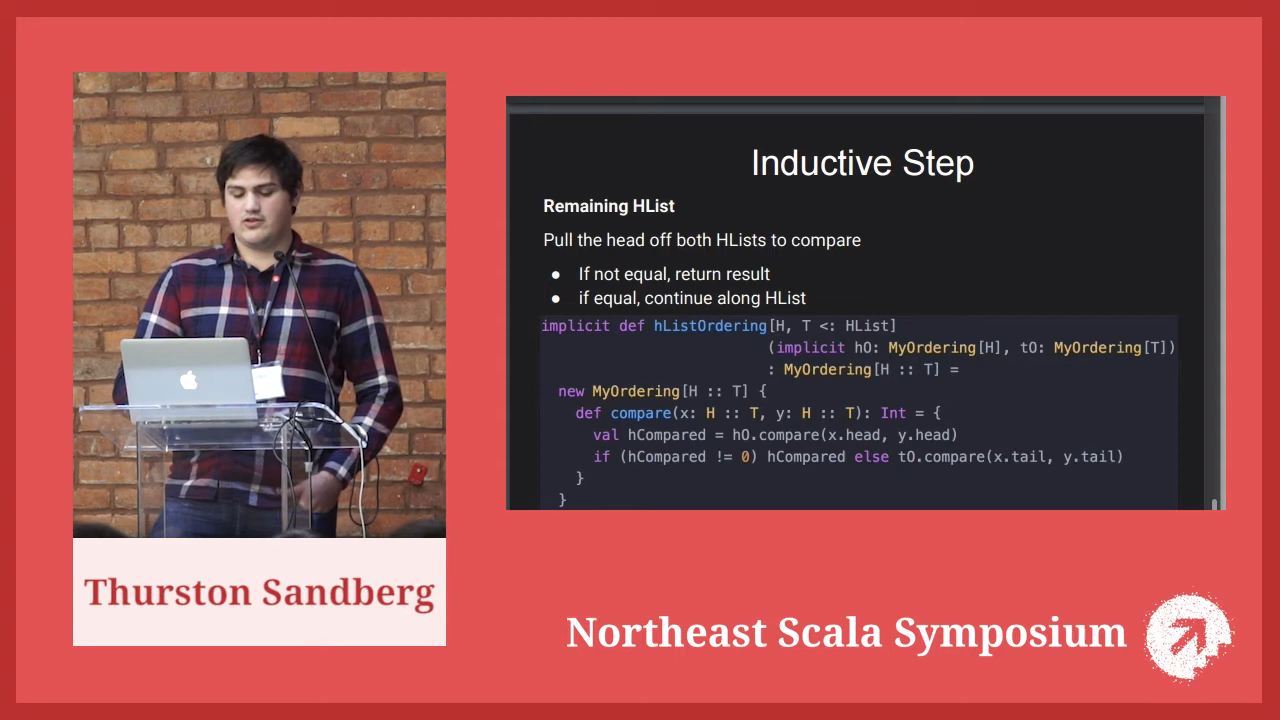 Inductive Step
Remaining HList
Pull the head off both HLists to compare
● If not equal, return result
● if equal, continue along HList
implicit def hListOrdering[H, T <: HList]
(implicit hO: MyOrdering[H], tO: MyOrdering[T])
: MyOrdering[H :: T] =
new MyOrdering[H :: T] {
def compare(x: H :: T, y: H :: T): Int = {
val hCompared = hO.compare(x.head, y.head)
if (hCompared != 0) hCompared else tO.compare(x.tail, y.tail)
}
}
Thurston Sandberg
Northeast Scala Symposium